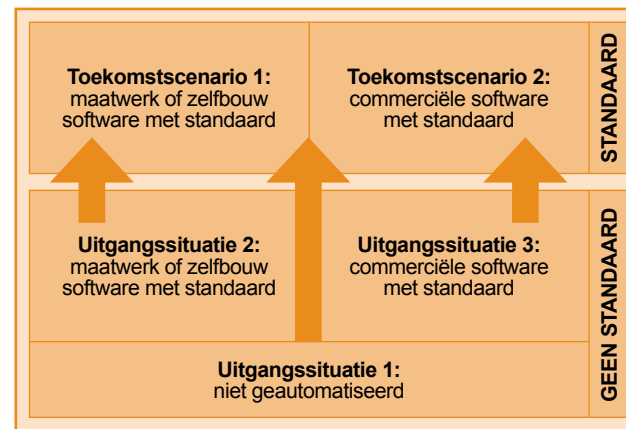 Toekomstscenario 1:
maatwerk of zelfbouw
software met standaard
Toekomstscenario 2:
commerciële software
met standaard
STANDAARD
Uitgangssituatie 2:
maatwerk of zelfbouw
software met standaard
Uitgangssituatie 3:
commerciële software
met standaard
GEEN STANDAARD
Uitgangssituatie 1:
niet geautomatiseerd